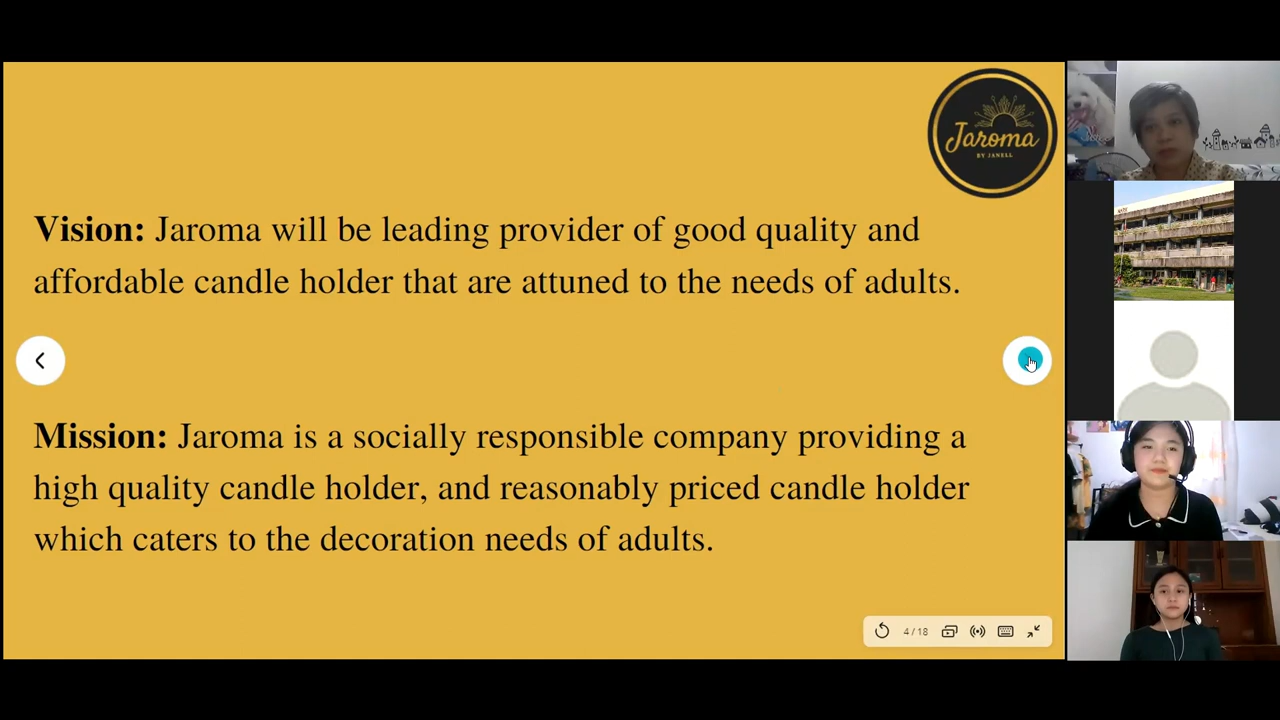 Jaroma
BY JANELL
Vision: Jaroma will be leading provider of good quality and
affordable candle holder that are attuned to the needs of adults.
Mission: Jaroma is a socially responsible company providing a
high quality candle holder, and reasonably priced candle holder
which caters to the decoration needs of adults.
4 / 18